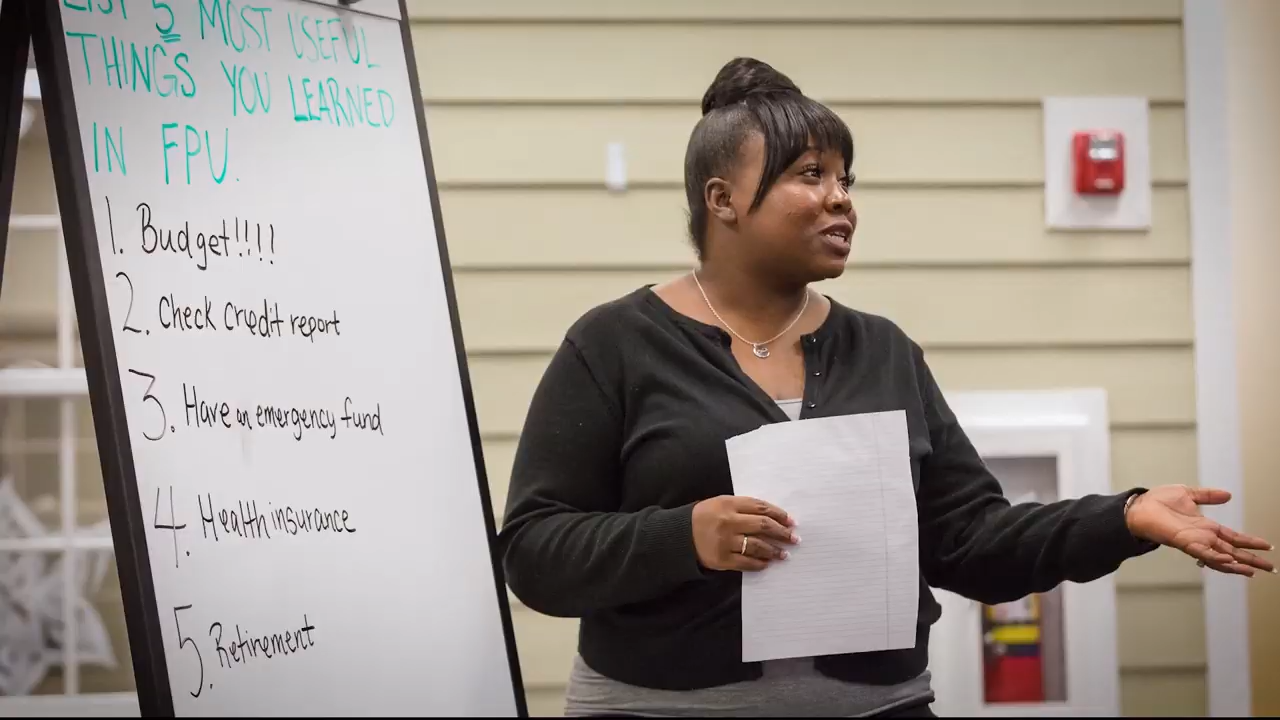 LIST 5 MOST USEFUL
THINGS YOU LEARNED
IN FPU.
1. Budget!!!!
2. Check credit report
3. Have an emergency fund
4. Health insurance
5. Retirement